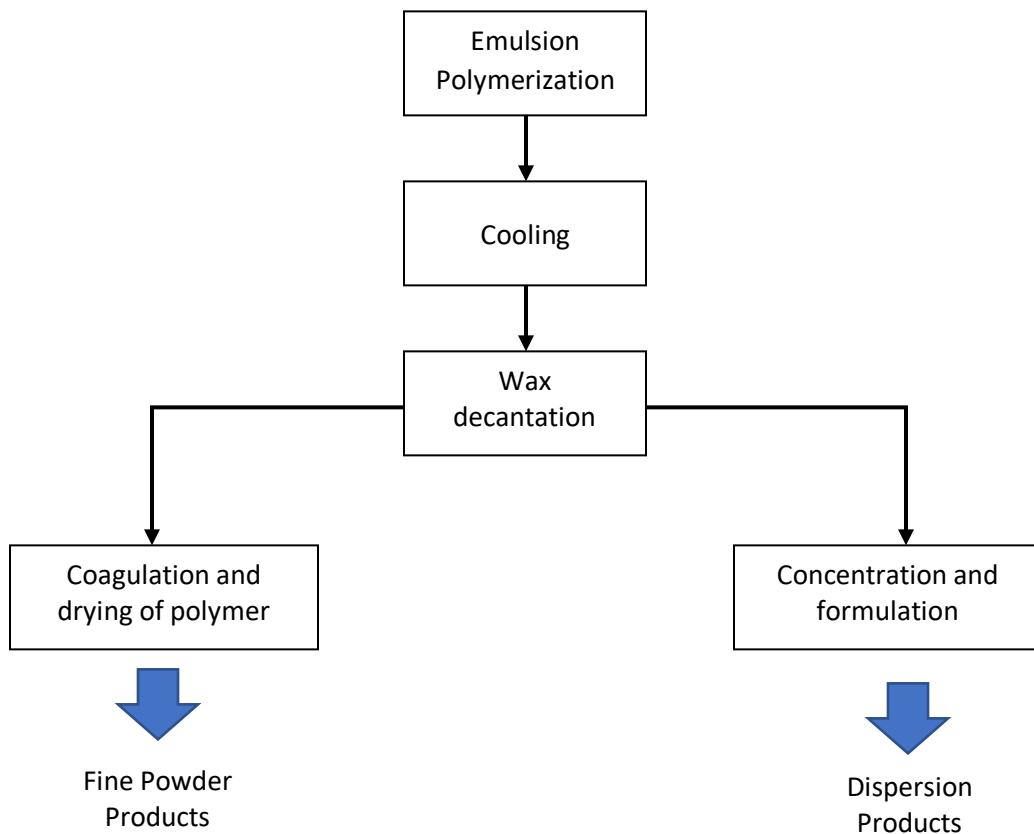 Emulsion
Polymerization
Cooling
Wax
decantation
Coagulation and
drying of polymer
Concentration and
formulation
Fine Powder
Products
Dispersion
Products